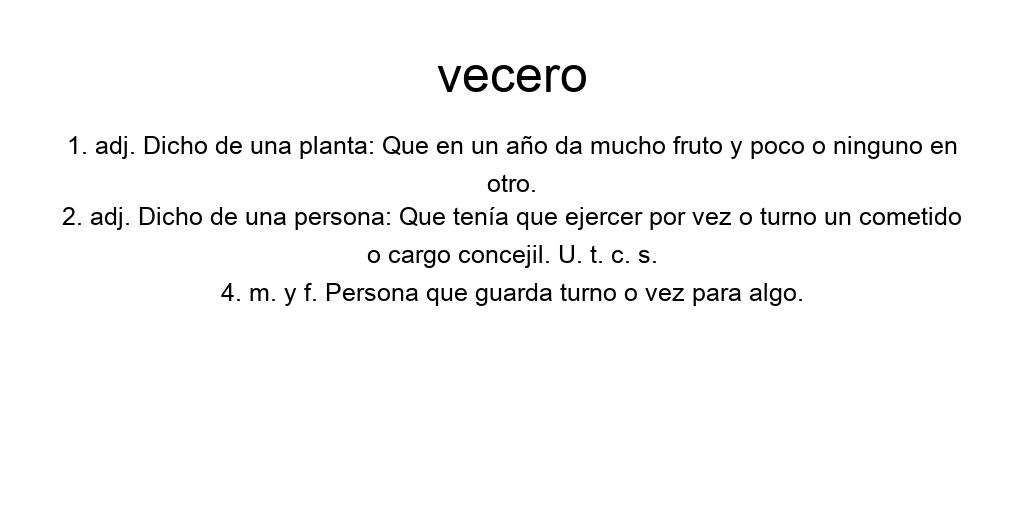 vecero
1. adj. Dicho de una planta: Que en un año da mucho fruto y poco o ninguno en
otro.
2. adj. Dicho de una persona: Que tenía que ejercer por vez o turno un cometido
o cargo concejil. U. t. c. s.
4. m. y f. Persona que guarda turno o vez para algo.